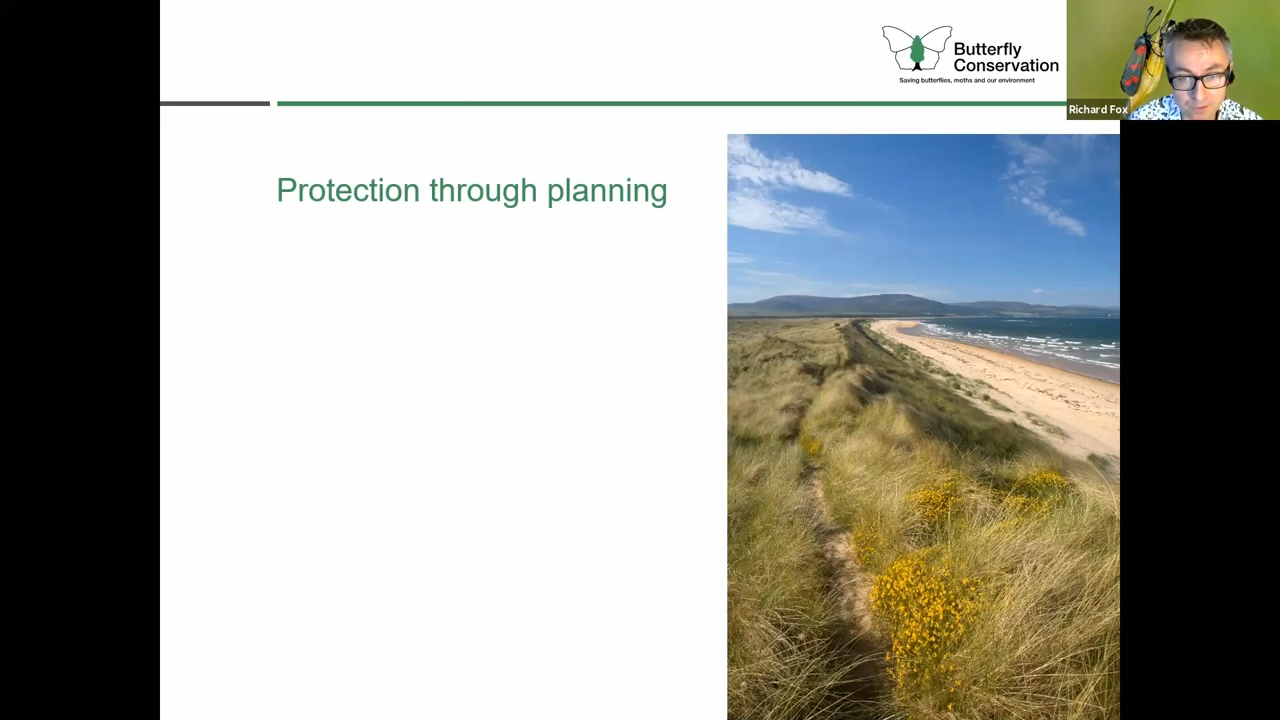 Butterfly
Conservation
Saving butterflies, moths and our environment
Richard Fox
Protection through planning